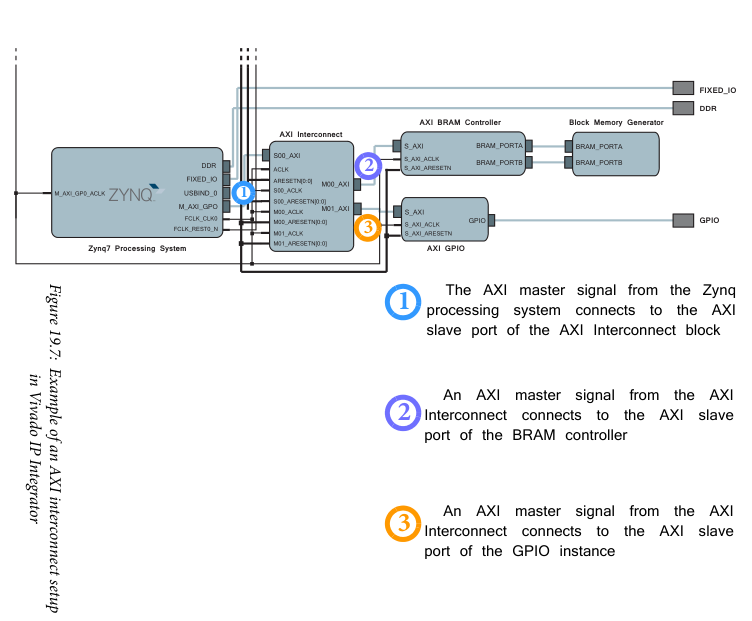 FIXED_IO
DDR
AXI Interconnect
AXI BRAM Controller
Block Memory Generator
DDR
FIXED_IO
USBIND_0
M_AXI_GPO
FCLK_CLK0
FCLK_REST0_N
M_AXI_GP0_ACLK
ZYNQ
Zynq7 Processing System
S00_AXI
ACLK
ARESETN[0:0]
S00_ACLK
S00_ARESETN[0:0]
M00_ACLK
M00_ARESETN[0:0]
M01_ACLK
M01_ARESETN[0:0]
M00_AXI
M01_AXI
1
2
3
S_AXI
S_AXI_ACLK
S_AXI_ARESETN
BRAM_PORTA
BRAM_PORTB
BRAM_PORTA
BRAM_PORTB
S_AXI
S_AXI_ACLK
S_AXI_ARESETN
GPIO
AXI GPIO
GPIO
1
The AXI master signal from the Zynq
processing system connects to the AXI
slave port of the AXI Interconnect block
2
An AXI master signal from the AXI
Interconnect connects to the AXI slave
port of the BRAM controller
3
An AXI master signal from the AXI
Interconnect connects to the AXI slave
port of the GPIO instance
Figure 19.7: Example of an AXI interconnect setup
in Vivado IP Integrator